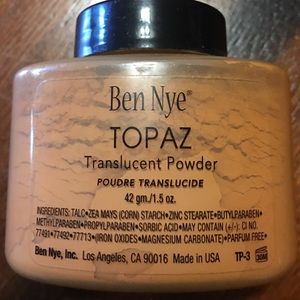 Ben Nye®
TOPAZ
Translucent Powder
POUDRE TRANSLUCIDE
42 gm./1.5 oz.
INGREDIENTS: TALC•ZEA MAYS (CORN) STARCH•ZINC STEARATE•BUTYLPARABEN•
METHYLPARABEN•PROPYLPARABEN•SORBIC ACID•MAY CONTAIN (+/-: CI NO.
77491•77492•77713•(IRON OXIDES•MAGNESIUM CARBONATE)•PARFUM FREE
Ben Nye, Inc. Los Angeles, CA 90016 Made in USA TP-3 30M